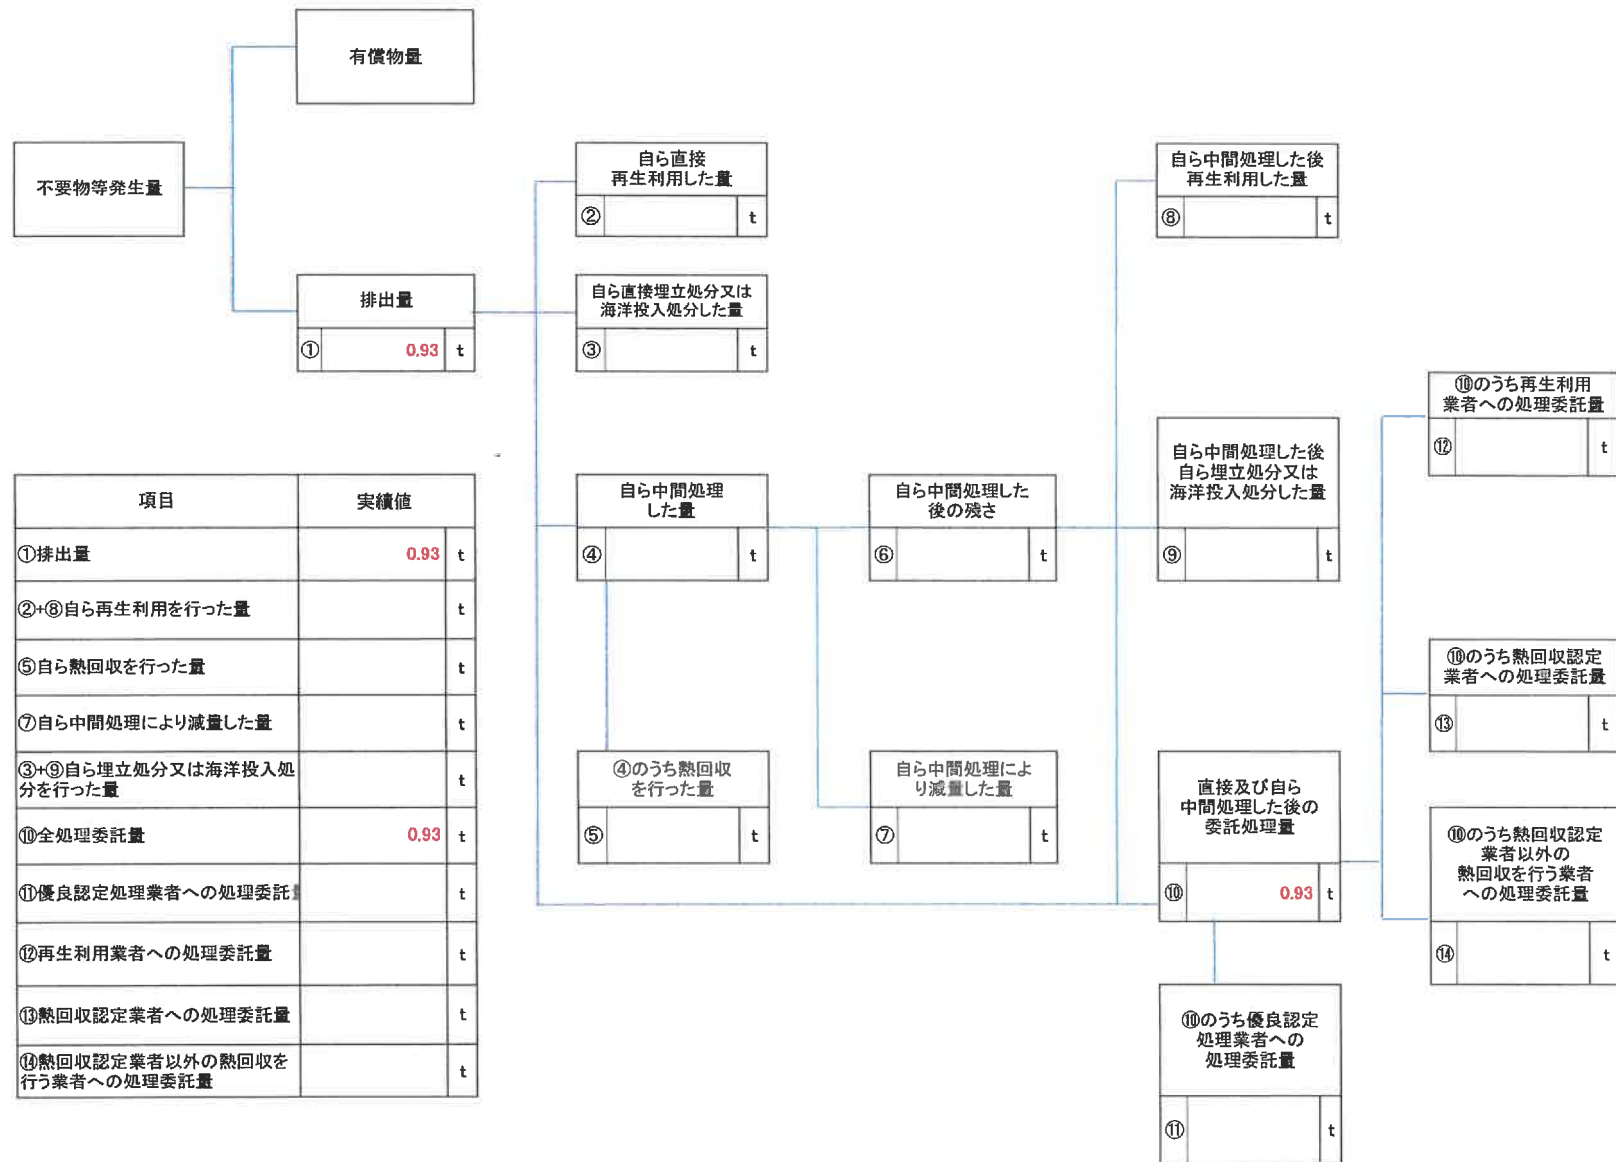 有償物量
不要物等発生量
排出量
① 0.93 t
自ら直接
再生利用した量
② t
自ら直接埋立処分又は
海洋投入処分した量
③ t
自ら中間処理
した量
④ t
④のうち熱回収
を行った量
⑤ t
自ら中間処理した
後の残さ
⑥ t
自ら中間処理によ
り減量した量
⑦ t
自ら中間処理した後
再生利用した量
⑧ t
自ら中間処理した後
自ら埋立処分又は
海洋投入処分した量
⑨ t
直接及び自ら
中間処理した後の
委託処理量
⑩ 0.93 t
⑩のうち優良認定
処理業者への
処理委託量
⑪ t
⑩のうち再生利用
業者への処理委託量
⑫ t
⑩のうち熱回収認定
業者への処理委託量
⑬ t
⑩のうち熱回収認定
業者以外の
熱回収を行う業者
への処理委託量
⑭ t
項目 実績値
①排出量 0.93 t
②+⑧自ら再生利用を行った量 t
⑤自ら熱回収を行った量 t
⑦自ら中間処理により減量した量 t
③+⑨自ら埋立処分又は海洋投入処
分を行った量 t
⑩全処理委託量 0.93 t
⑪優良認定処理業者への処理委託 t
⑫再生利用業者への処理委託量 t
⑬熱回収認定業者への処理委託量 t
⑭熱回収認定業者以外の熱回収を
行う業者への処理委託量 t